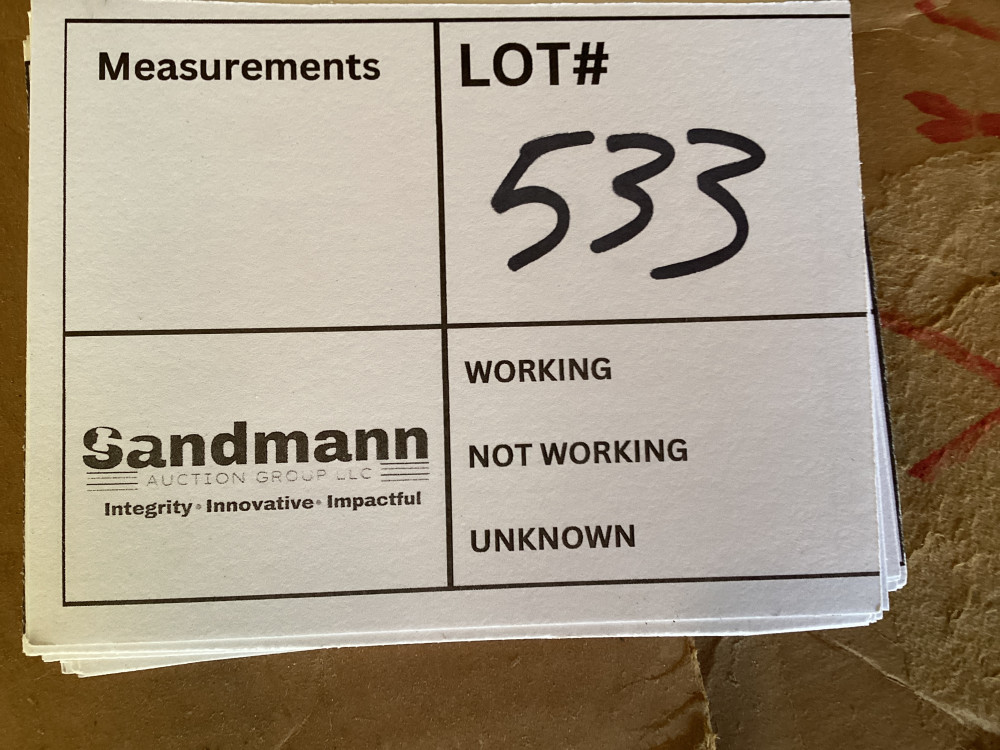 Measurements
LOT#
533
WORKING
NOT WORKING
UNKNOWN
Sandmann
AUCTION GROUP LLC
Integrity • Innovative • Impactful